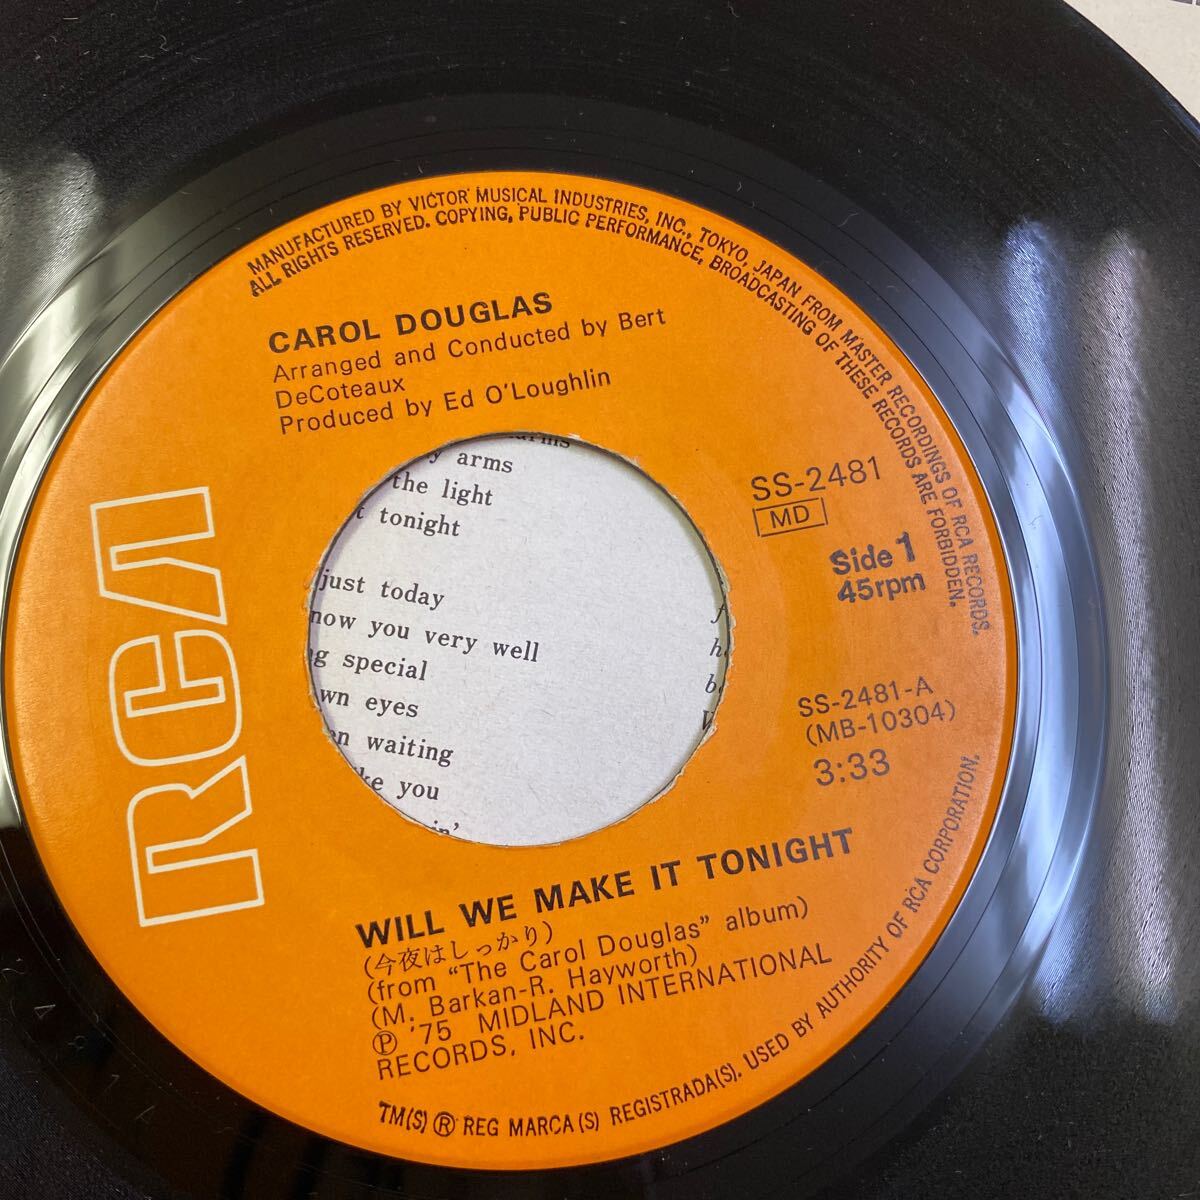 MANUFACTURED BY VICTOR MUSICAL INDUSTRIES, INC., TOKYO, JAPAN FROM MASTER RECORDINGS OF RCA RECORDS.
ALL RIGHTS RESERVED. COPYING, PUBLIC PERFORMANCE, BROADCASTING OF THESE RECORDS ARE FORBIDDEN.
CAROL DOUGLAS
Arranged and Conducted by Bert
DeCoteaux
Produced by Ed O'Loughlin
RCA
SS-2481
MD
Side 1
45rpm
arms
the light
tonight
just today
you very well
special
eyes
waiting
you
SS-2481-A
(MB-10304)
3:33
WILL WE MAKE IT TONIGHT
(今夜はしっかり)
(from "The Carol Douglas" album)
(M. Barkan-R. Hayworth)
Ⓟ '75 MIDLAND INTERNATIONAL
RECORDS, INC.
TM(S) ® REG MARCA(S) REGISTRADA(S). USED BY AUTHORITY OF RCA CORPORATION.